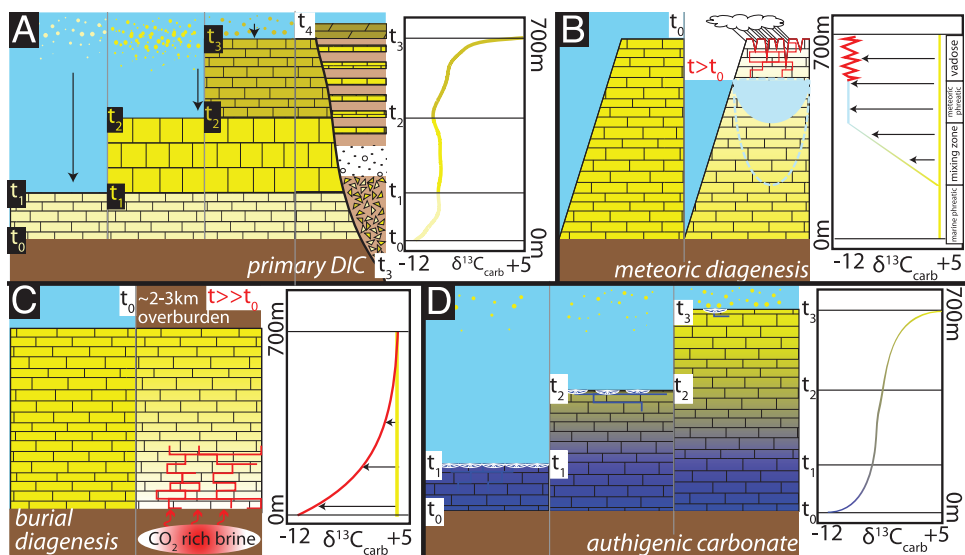 A
t3
t4
t2
t2
t1
t1
t0
primary DIC
t3
t3
t2
t1
t0
700m
0m
-12 δ13Ccarb +5
B
t0
t>t0
meteoric diagenesis
700m
0m
vadose
meteoric
phreatic
mixing zone
marine phreatic
-12 δ13Ccarb +5
C
t0
~2-3km
overburden
t>>t0
burial
diagenesis
CO2 rich brine
700m
0m
-12 δ13Ccarb +5
D
t3
t2
t2
t1
t1
t0
authigenic carbonate
t3
t2
t1
t0
700m
0m
-12 δ13Ccarb +5